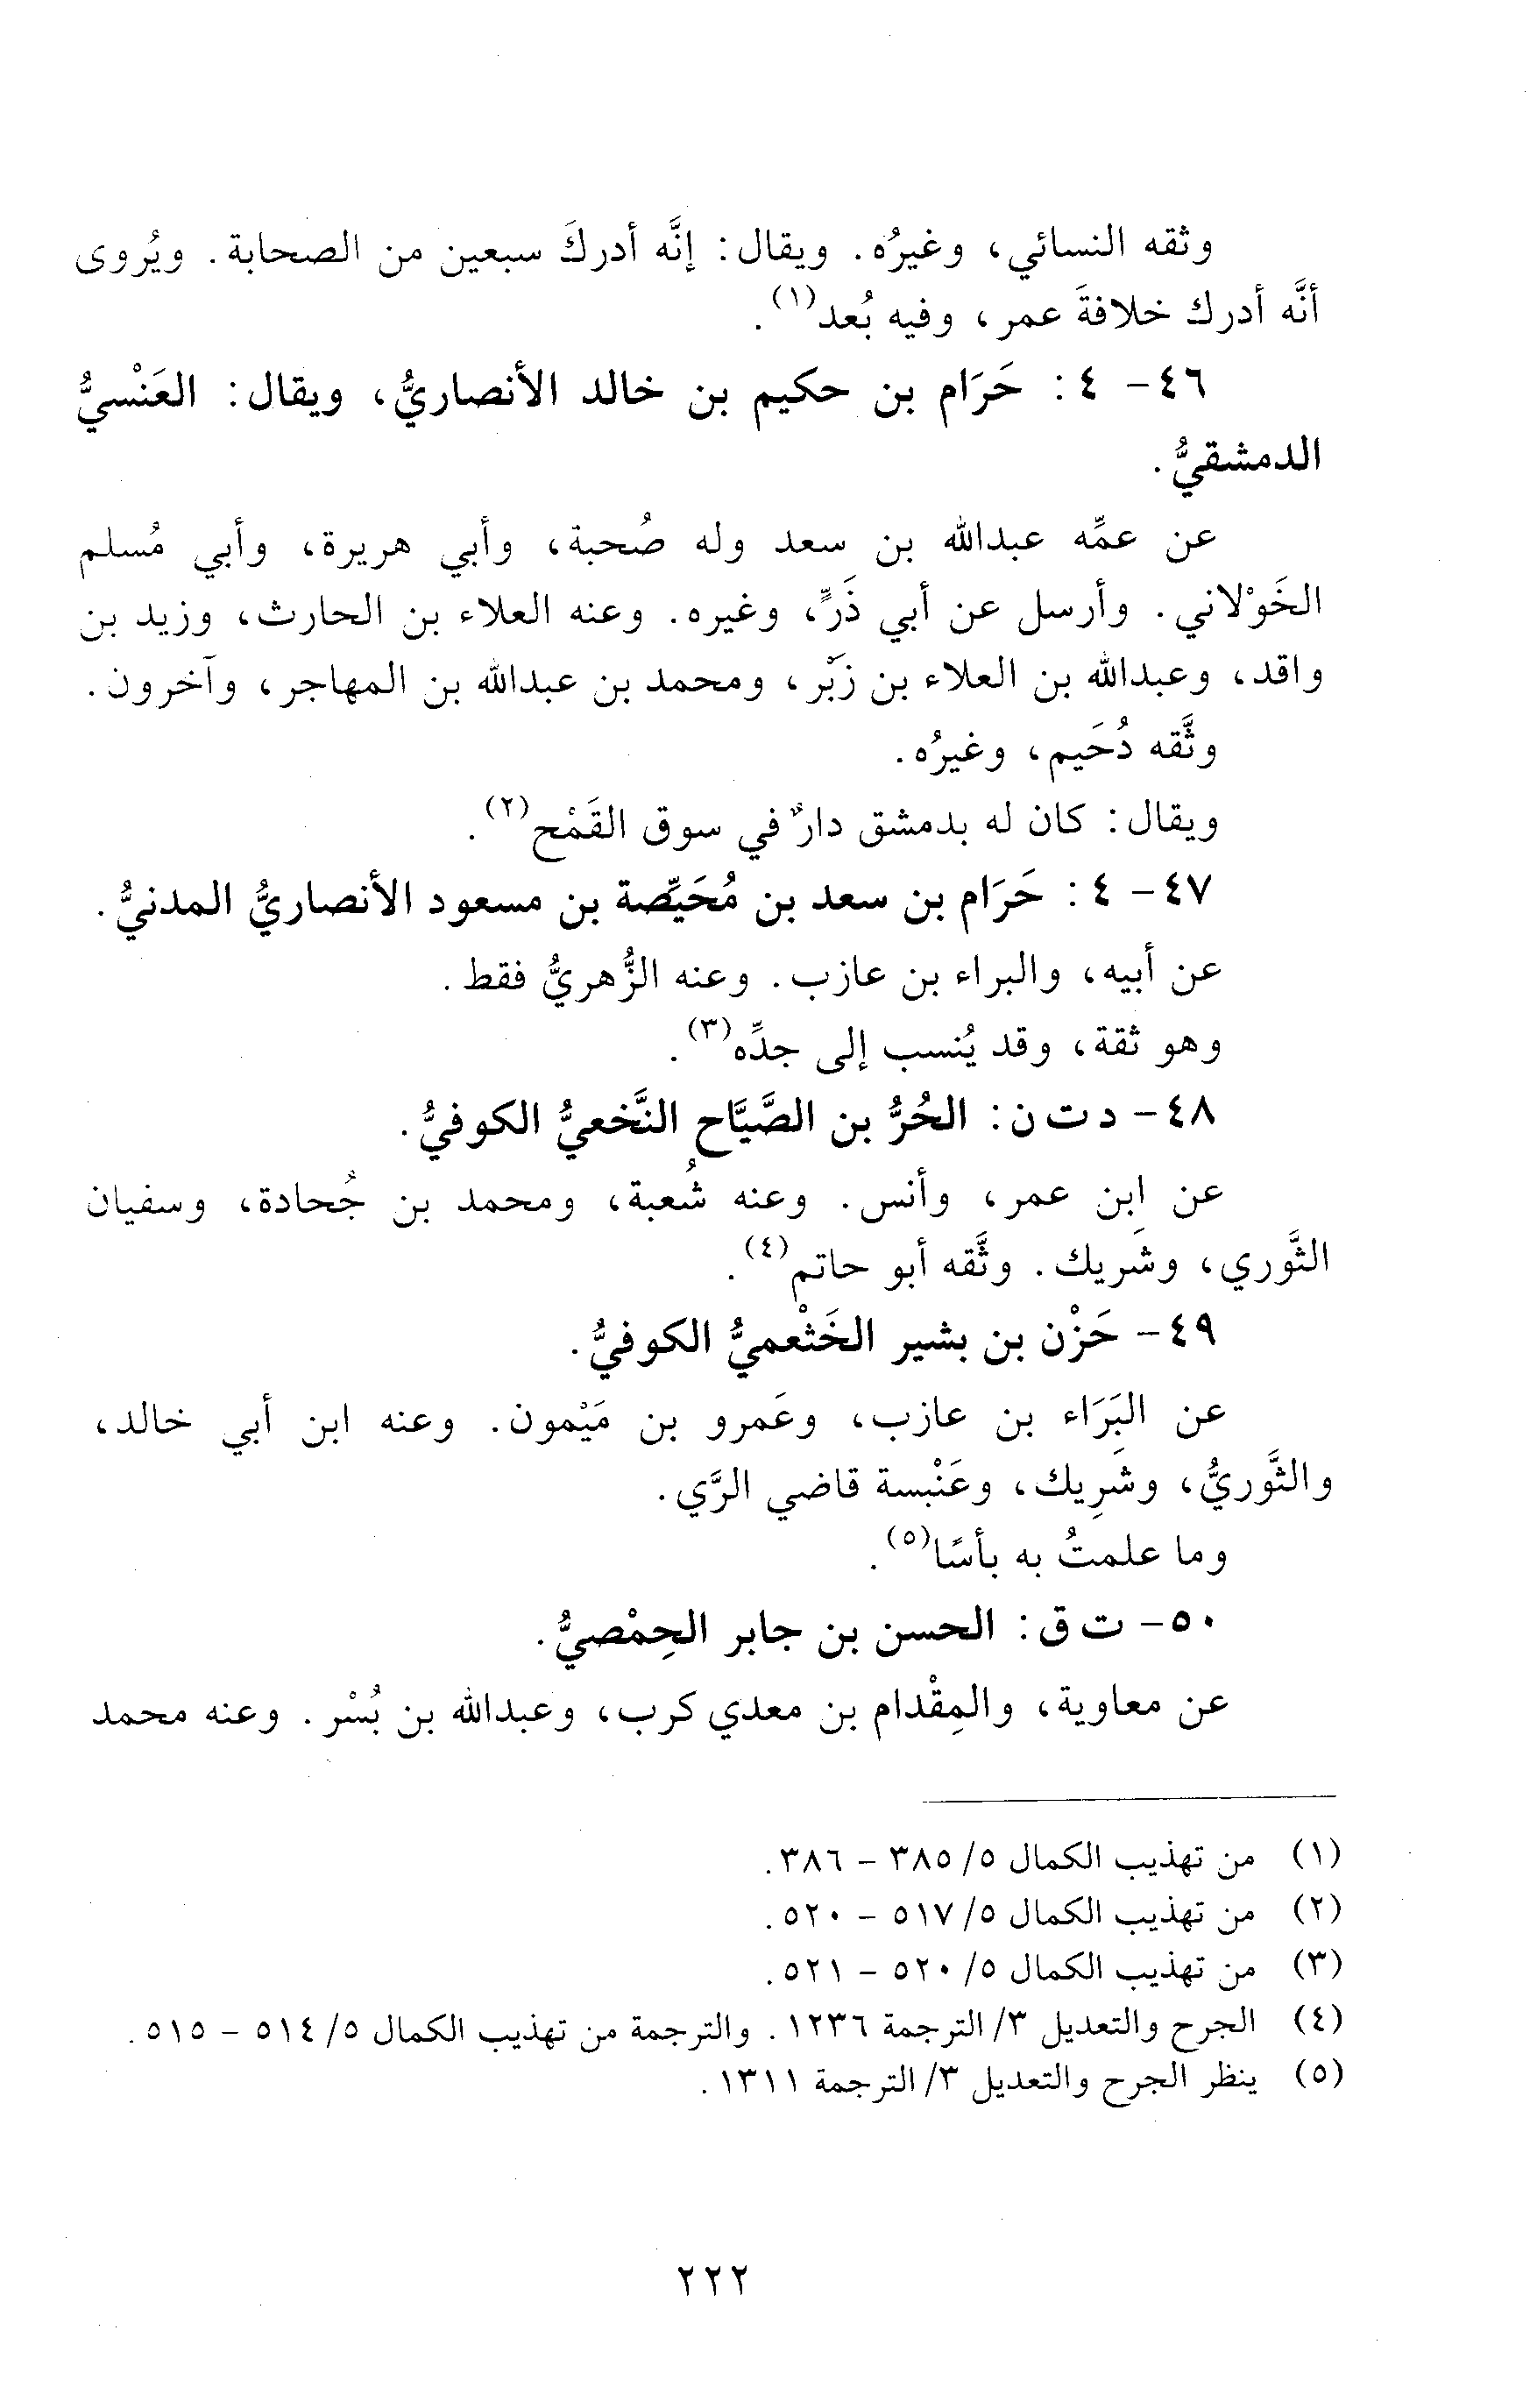 وثقه النسائي، وغيرُه. ويقال: إنَّه أدركَ سبعين من الصحابة. ويُروى
أنَّه أدرك خلافةَ عمر، وفيه بُعد(١).
٤٦- ٤: حَرَام بن حكيم بن خالد الأنصاريُّ، ويقال: العَنْسيُّ
الدمشقيُّ.
عن عمِّه عبدالله بن سعد وله صُحبة، وأبي هريرة، وأبي مُسلم
الخَوْلاني. وأرسل عن أبي ذَرٍّ، وغيره. وعنه العلاء بن الحارث، وزيد بن
واقد، وعبدالله بن العلاء بن زَبْر، ومحمد بن عبدالله بن المهاجر، وآخرون.
وثَّقه دُحَيم، وغيرُه.
ويقال: كان له بدمشق دارٌ في سوق القَمْح(٢).
٤٧- ٤: حَرَام بن سعد بن مُحَيِّصة بن مسعود الأنصاريُّ المدنيُّ.
عن أبيه، والبراء بن عازب. وعنه الزُّهريُّ فقط.
وهو ثقة، وقد يُنسب إلى جدِّه(٣).
٤٨- د ت ن: الحُرُّ بن الصَّيَّاح النَّخعيُّ الكوفيُّ.
عن ابن عمر، وأنس. وعنه شُعبة، ومحمد بن جُحادة، وسفيان
الثَّوري، وشَريك. وثَّقه أبو حاتم(٤).
٤٩- حَزْن بن بشير الخَثْعميُّ الكوفيُّ.
عن البَرَاء بن عازب، وعَمرو بن مَيْمون. وعنه ابن أبي خالد،
والثَّوريُّ، وشَرِيك، وعَنْبسة قاضي الرَّي.
وما علمتُ به بأسًا(٥).
٥٠- ت ق: الحسن بن جابر الحِمْصيُّ.
عن معاوية، والمِقْدام بن معدي كرب، وعبدالله بن بُسْر. وعنه محمد
(١) من تهذيب الكمال ٥/ ٣٨٥ - ٣٨٦.
(٢) من تهذيب الكمال ٥/ ٥١٧ - ٥٢٠.
(٣) من تهذيب الكمال ٥/ ٥٢٠ - ٥٢١.
(٤) الجرح والتعديل ٣/ الترجمة ١٢٣٦. والترجمة من تهذيب الكمال ٥/ ٥١٤ - ٥١٥.
(٥) ينظر الجرح والتعديل ٣/ الترجمة ١٣١١.
٢٢٢